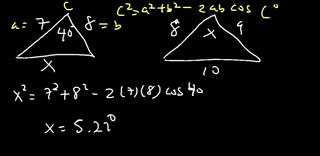 C
a = 7 40 8 = b
x
c² = a² + b² - 2ab cos C°
8 x 9
10
x² = 7² + 8² - 2(7)(8) cos 40
x = 5.22°